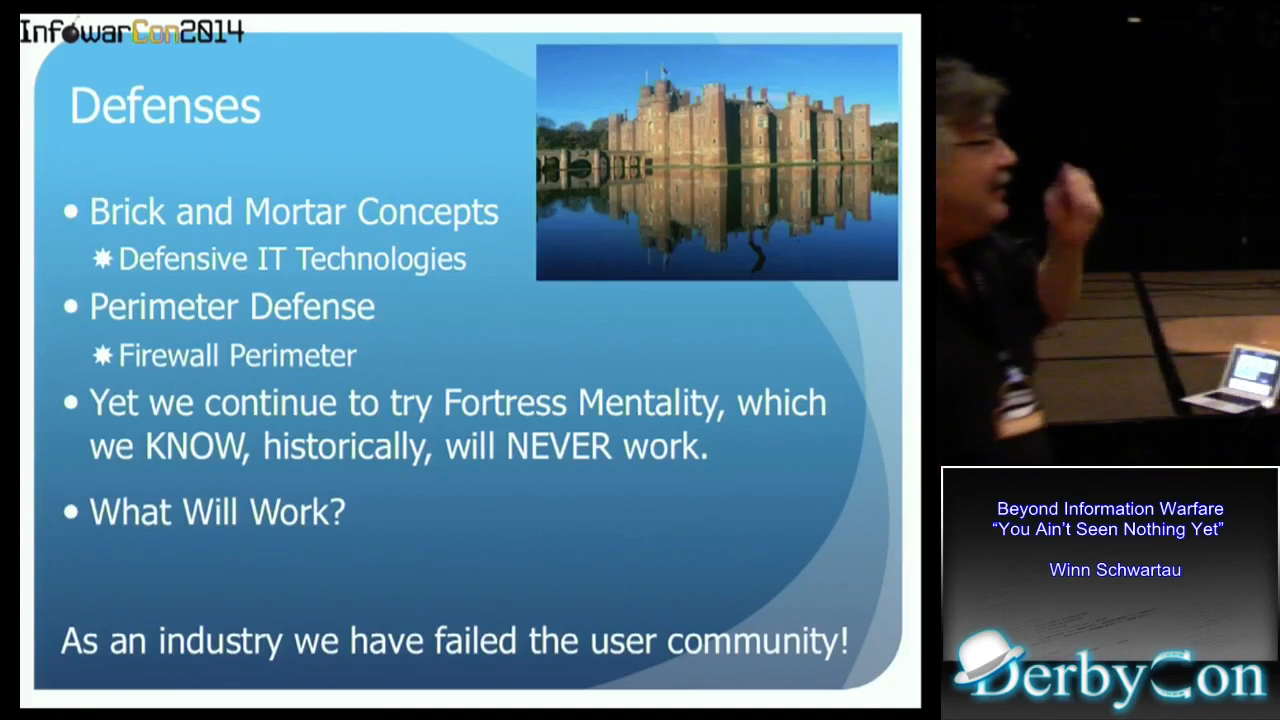 InfowarCon2014
Defenses
• Brick and Mortar Concepts
✷ Defensive IT Technologies
• Perimeter Defense
✷ Firewall Perimeter
• Yet we continue to try Fortress Mentality, which
we KNOW, historically, will NEVER work.
• What Will Work?
As an industry we have failed the user community!
Beyond Information Warfare
“You Ain’t Seen Nothing Yet”
Winn Schwartau
DerbyCon